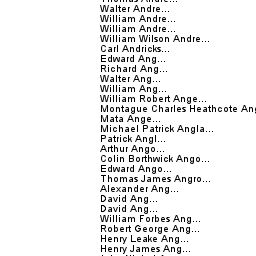 Thomas Andre...
Walter Andre...
William Andre...
William Andre...
William Wilson Andre...
Carl Andricks...
Edward Ang...
Richard Ang...
Walter Ang...
William Ang...
William Robert Ange...
Montague Charles Heathcote Ang
Mata Ange...
Michael Patrick Angla...
Patrick Angl...
Arthur Ango...
Colin Borthwick Ango...
Edward Ango...
Thomas James Angro...
Alexander Ang...
David Ang...
David Ang...
William Forbes Ang...
Robert George Ang...
Henry Leake Ang...
Henry James Ang...